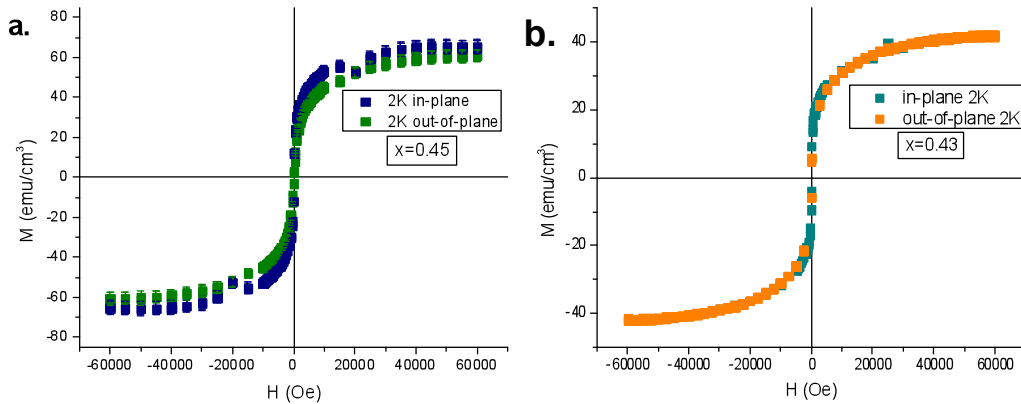 a.
80
60
40
20
0
-20
-40
-60
-80
M (emu/cm³)
2K in-plane
2K out-of-plane
x=0.45
-60000 -40000 -20000 0 20000 40000 60000
H (Oe)
b.
40
20
0
-20
-40
M (emu/cm³)
in-plane 2K
out-of-plane 2K
x=0.43
-60000 -40000 -20000 0 20000 40000 60000
H (Oe)